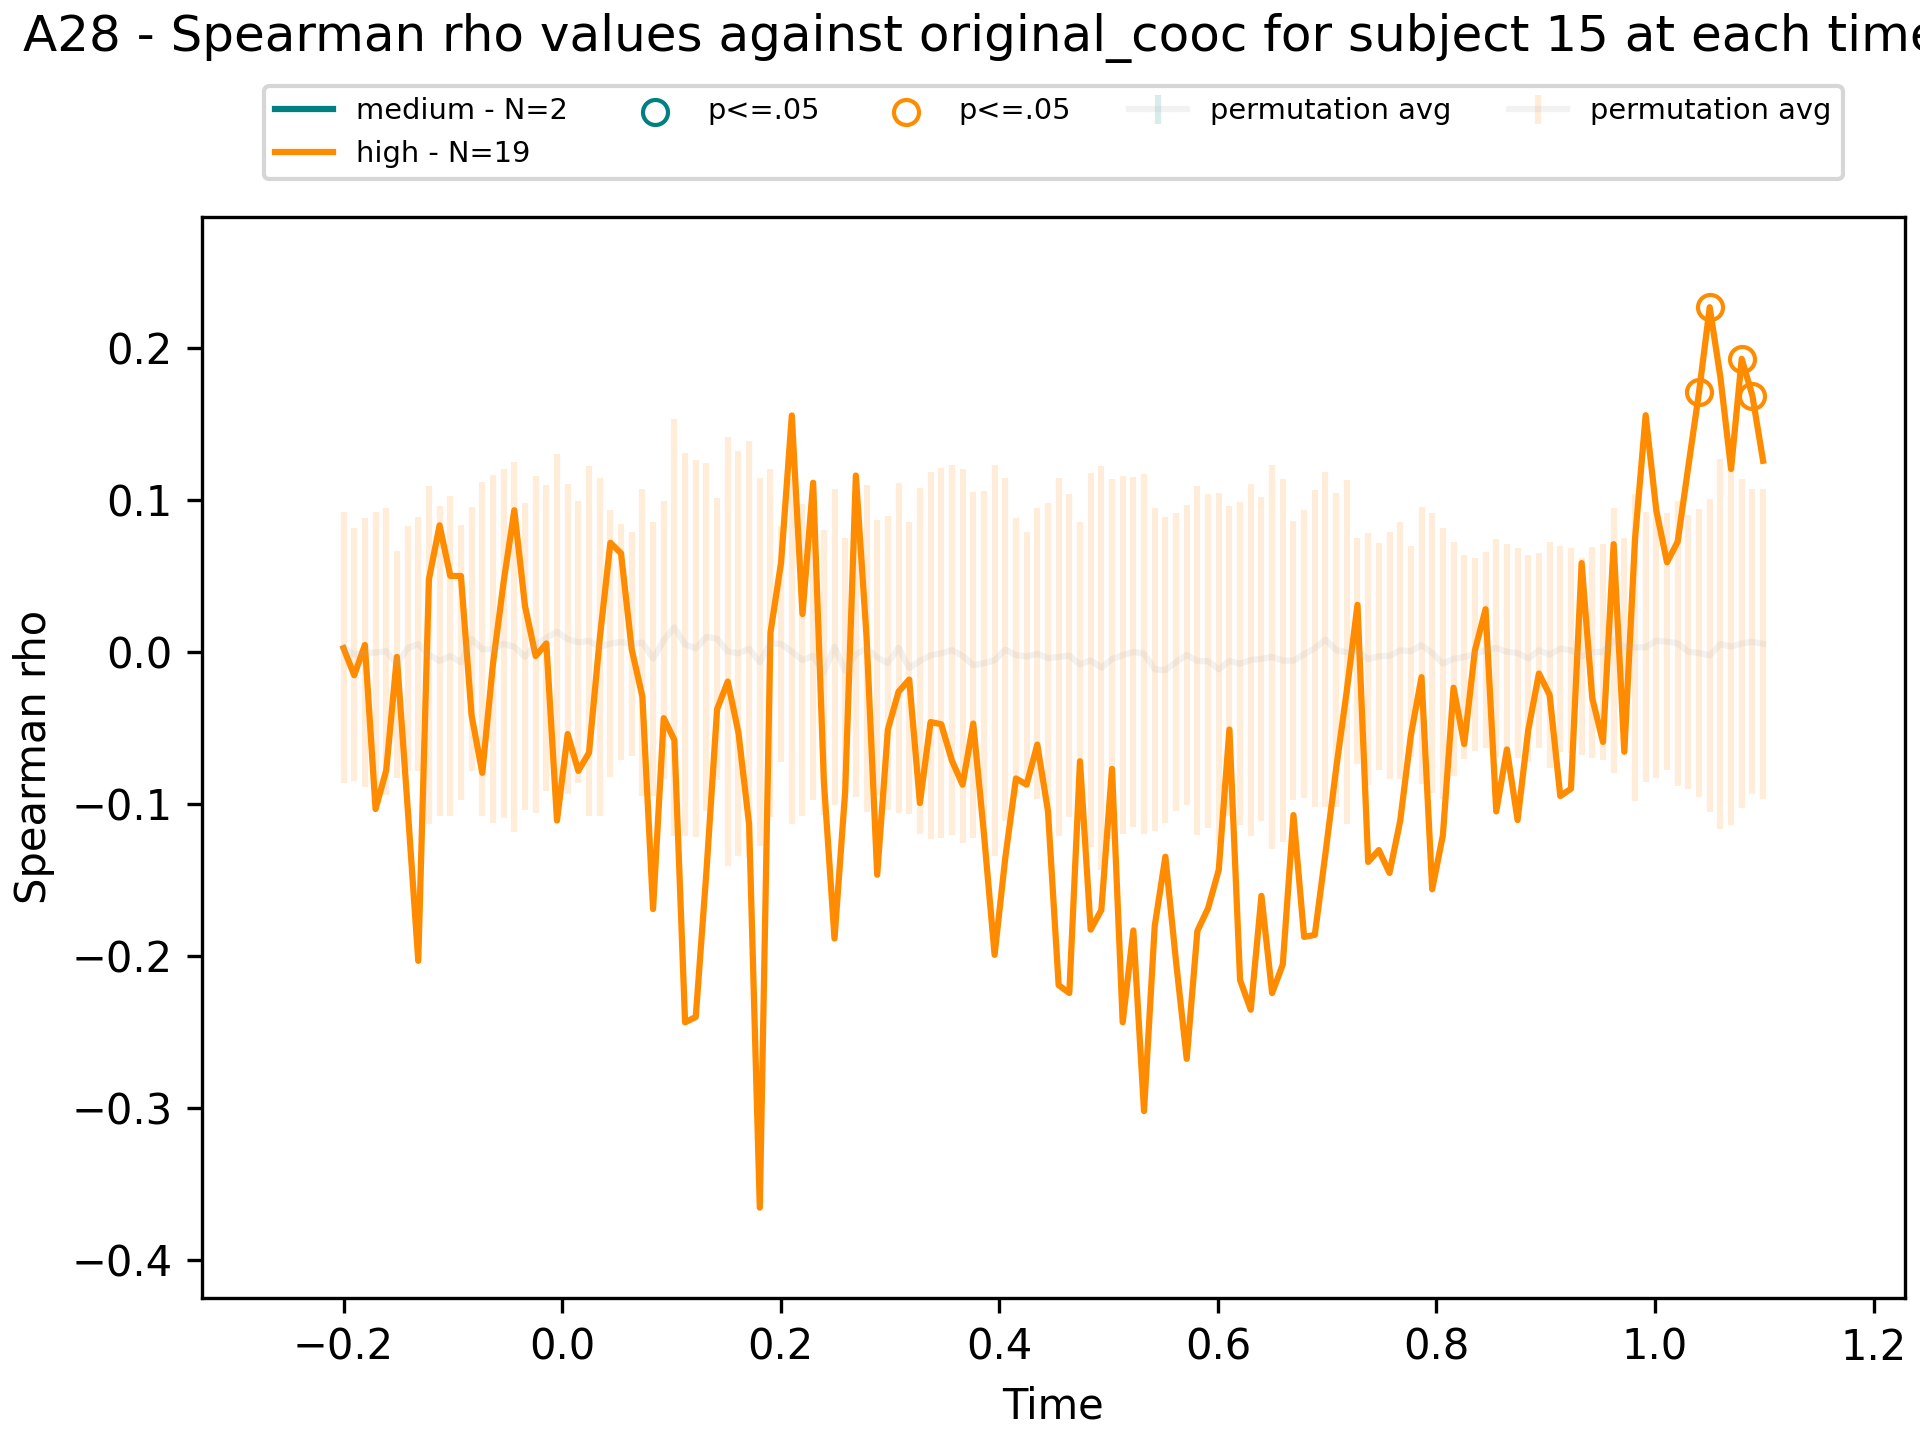 A28 - Spearman rho values against original_cooc for subject 15 at each time
medium - N=2
high - N=19
p<=.05
p<=.05
permutation avg
permutation avg
Spearman rho
0.2
0.1
0.0
−0.1
−0.2
−0.3
−0.4
−0.2 0.0 0.2 0.4 0.6 0.8 1.0 1.2
Time